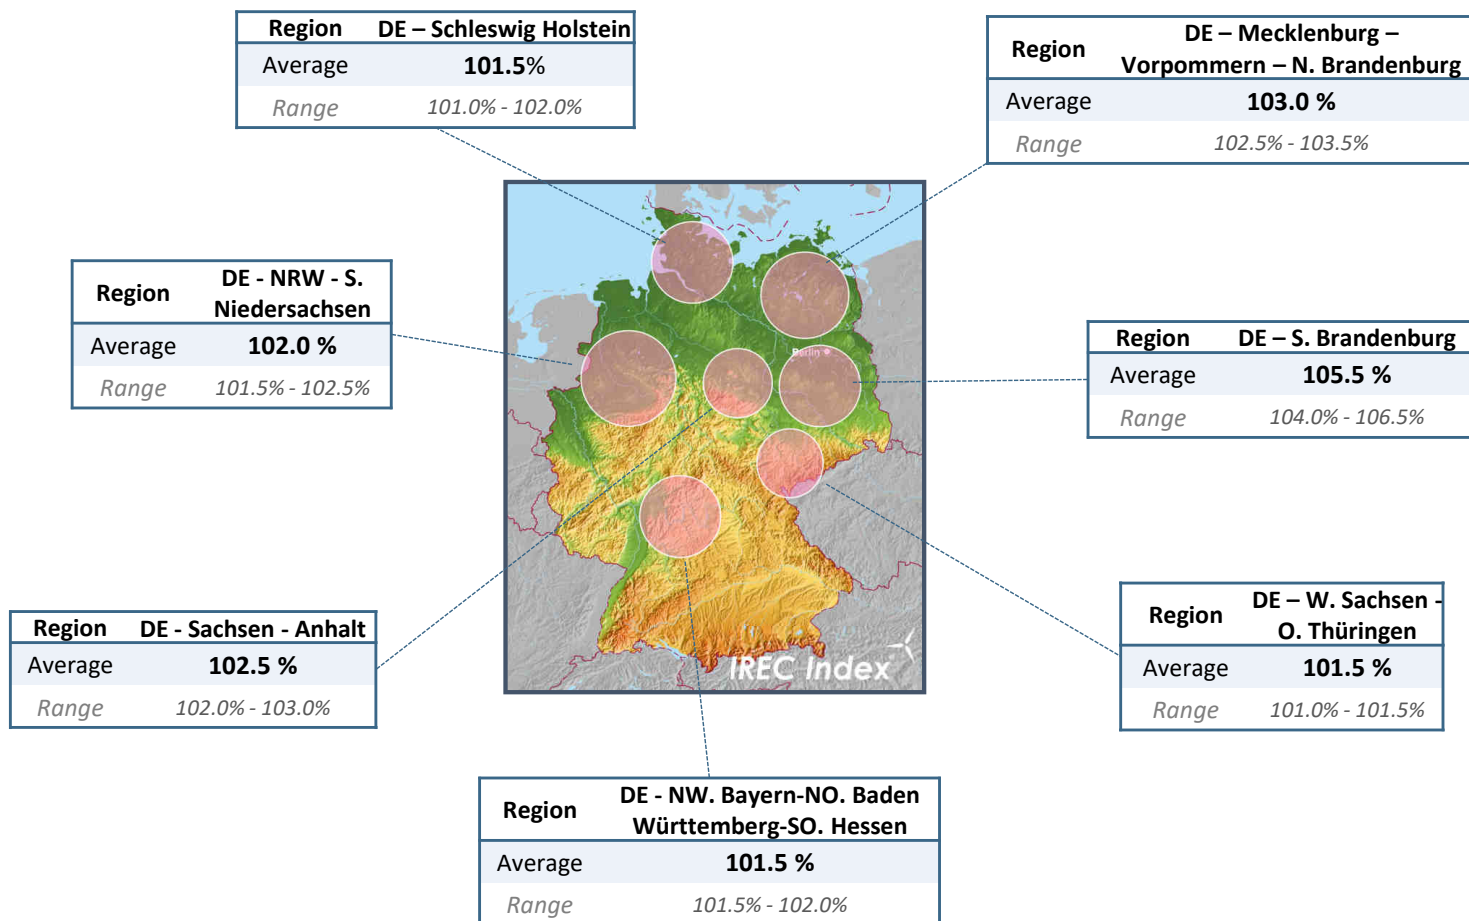 Region DE – Schleswig Holstein
Average 101.5%
Range 101.0% - 102.0%
Region DE – Mecklenburg –
Vorpommern – N. Brandenburg
Average 103.0 %
Range 102.5% - 103.5%
Region DE - NRW - S.
Niedersachsen
Average 102.0 %
Range 101.5% - 102.5%
Berlin
Region DE – S. Brandenburg
Average 105.5 %
Range 104.0% - 106.5%
Region DE - Sachsen - Anhalt
Average 102.5 %
Range 102.0% - 103.0%
IREC Index
Region DE – W. Sachsen -
O. Thüringen
Average 101.5 %
Range 101.0% - 101.5%
Region DE - NW. Bayern-NO. Baden
Württemberg-SO. Hessen
Average 101.5 %
Range 101.5% - 102.0%